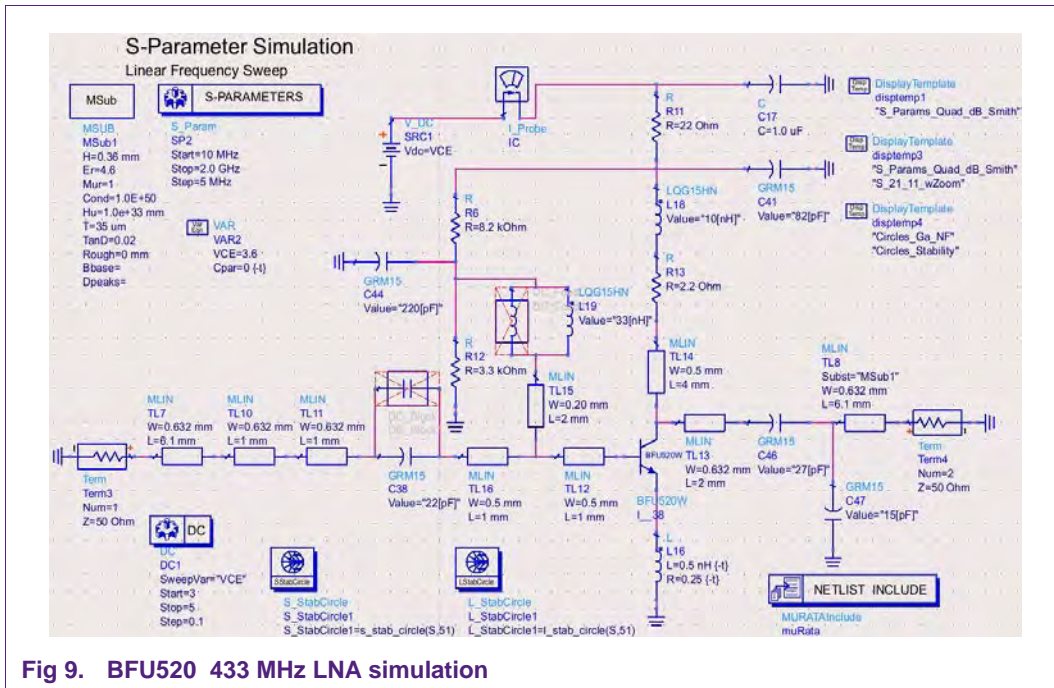 S-Parameter Simulation
Linear Frequency Sweep
MSub
MSUB
MSub1
H=0.36 mm
Er=4.6
Mur=1
Cond=1.0E+50
Hu=1.0e+33 mm
T=35 um
TanD=0.02
Rough=0 mm
Bbase=
Dpeaks=
S-PARAMETERS
S_Param
SP2
Start=10 MHz
Stop=2.0 GHz
Step=5 MHz
Var
Eqn
VAR
VAR2
VCE=3.6
Cpar=0 {-t}
V_DC
SRC1
Vdc=VCE
I_Probe
IC
R
R11
R=22 Ohm
C
C17
C=1.0 uF
Disp
Temp
DisplayTemplate
disptemp1
"S_Params_Quad_dB_Smith"
Disp
Temp
DisplayTemplate
disptemp3
"S_Params_Quad_dB_Smith"
"S_21_11_wZoom"
Disp
Temp
DisplayTemplate
disptemp4
"Circles_Ga_NF"
"Circles_Stability"
R
R6
R=8.2 kOhm
LQG15HN
L18
Value="10[nH]"
GRM15
C41
Value="82[pF]"
GRM15
C44
Value="220[pF]"
LQG15HN
L19
Value="33[nH]"
R
R13
R=2.2 Ohm
R
R12
R=3.3 kOhm
MLIN
TL14
W=0.5 mm
L=4 mm
MLIN
TL15
W=0.20 mm
L=2 mm
MLIN
TL8
Subst="MSub1"
W=0.632 mm
L=6.1 mm
MLIN
TL7
W=0.632 mm
L=6.1 mm
MLIN
TL10
W=0.632 mm
L=1 mm
MLIN
TL11
W=0.632 mm
L=1 mm
Term
Term3
Num=1
Z=50 Ohm
GRM15
C38
Value="22[pF]"
MLIN
TL16
W=0.5 mm
L=1 mm
MLIN
TL12
W=0.5 mm
L=1 mm
BFU520W
BFU520W
I__38
MLIN
TL13
W=0.632 mm
L=2 mm
GRM15
C46
Value="27[pF]"
Term
Term4
Num=2
Z=50 Ohm
GRM15
C47
Value="15[pF]"
L
L16
L=0.5 nH {-t}
R=0.25 {-t}
DC
DC
DC1
SweepVar="VCE"
Start=3
Stop=5
Step=0.1
SStabCircle
S_StabCircle
S_StabCircle1
S_StabCircle1=s_stab_circle(S,51)
LStabCircle
L_StabCircle
L_StabCircle1
L_StabCircle1=l_stab_circle(S,51)
NETLIST INCLUDE
MURATAInclude
muRata
Fig 9. BFU520 433 MHz LNA simulation